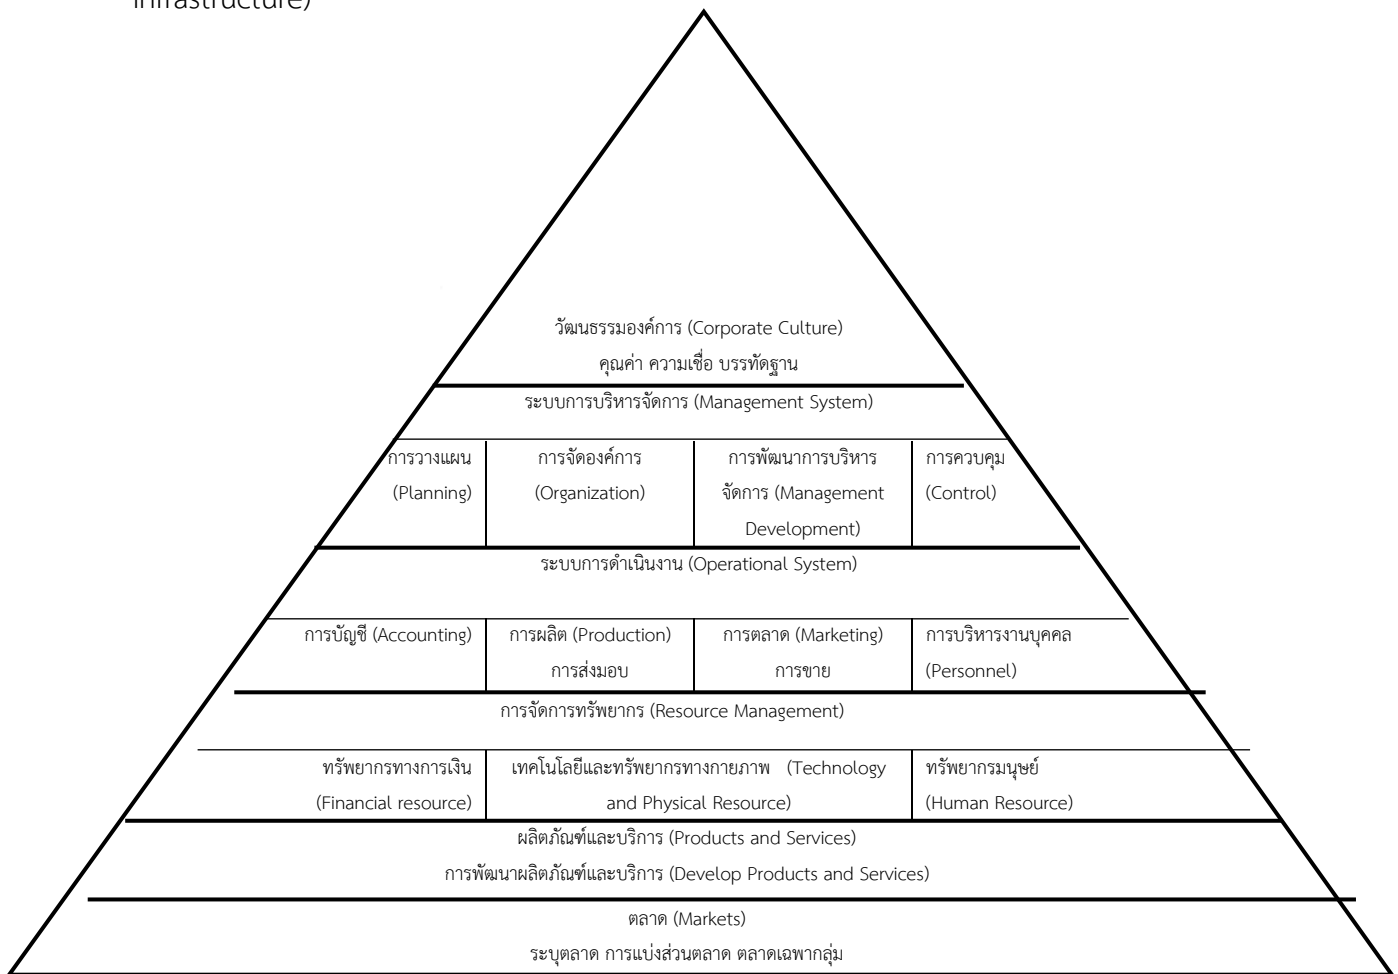 infrastructure)
วัฒนธรรมองค์การ (Corporate Culture)
คุณค่า ความเชื่อ บรรทัดฐาน
ระบบการบริหารจัดการ (Management System)
การวางแผน
(Planning)
การจัดองค์การ
(Organization)
การพัฒนาการบริหาร
จัดการ (Management
Development)
การควบคุม
(Control)
ระบบการดำเนินงาน (Operational System)
การบัญชี (Accounting)
การผลิต (Production)
การส่งมอบ
การตลาด (Marketing)
การขาย
การบริหารงานบุคคล
(Personnel)
การจัดการทรัพยากร (Resource Management)
ทรัพยากรทางการเงิน
(Financial resource)
เทคโนโลยีและทรัพยากรทางกายภาพ (Technology
and Physical Resource)
ทรัพยากรมนุษย์
(Human Resource)
ผลิตภัณฑ์และบริการ (Products and Services)
การพัฒนาผลิตภัณฑ์และบริการ (Develop Products and Services)
ตลาด (Markets)
ระบุตลาด การแบ่งส่วนตลาด ตลาดเฉพากลุ่ม